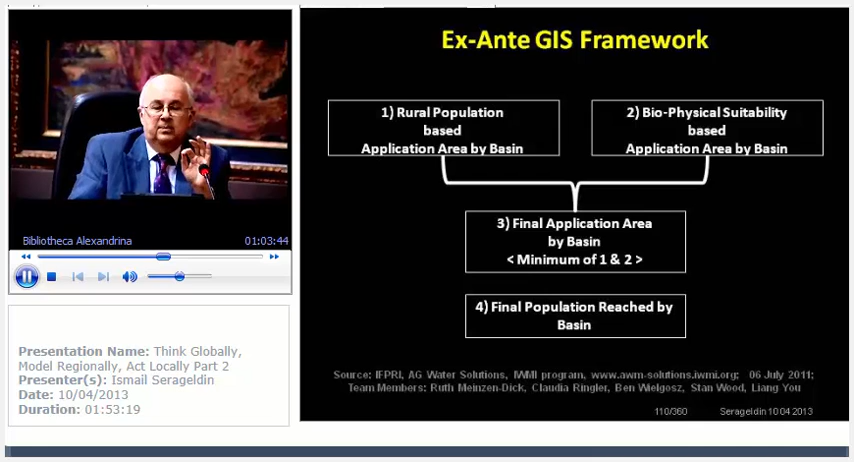 Bibliotheca Alexandrina
01:03:44
Presentation Name: Think Globally,
Model Regionally, Act Locally Part 2
Presenter(s): Ismail Serageldin
Date: 10/04/2013
Duration: 01:53:19
Ex-Ante GIS Framework
1) Rural Population
based
Application Area by Basin
2) Bio-Physical Suitability
based
Application Area by Basin
3) Final Application Area
by Basin
< Minimum of 1 & 2 >
4) Final Population Reached by
Basin
Source: IFPRI, AG Water Solutions, IWMI program, www.awm-solutions.iwmi.org; 06 July 2011;
Team Members: Ruth Meinzen-Dick, Claudia Ringler, Ben Wielgosz, Stan Wood, Liang You
110/360
Serageldin 10 04 2013